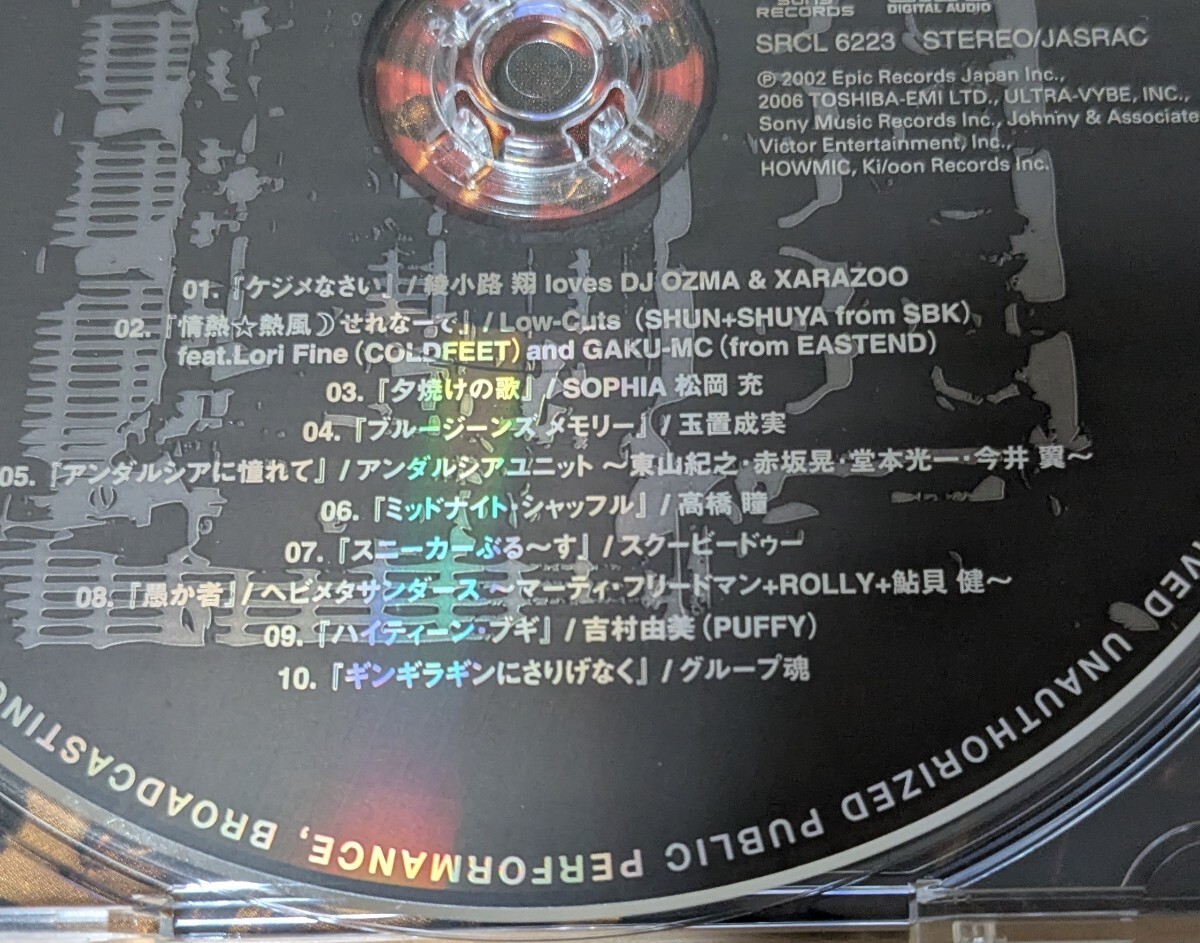 RECORDS
DIGITAL AUDIO
SRCL 6223 STEREO/JASRAC
℗ 2002 Epic Records Japan Inc.,
2006 TOSHIBA-EMI LTD., ULTRA-VYBE, INC.,
Sony Music Records Inc., Johnny & Associate
Victor Entertainment, Inc.,
HOWMIC, Ki/oon Records Inc.
01.『ケジメなさい』/ 綾小路 翔 loves DJ OZMA & XARAZOO
02.『情熱☆熱風☽せれなーで』/ Low-Cuts（SHUN+SHUYA from SBK）
feat.Lori Fine（COLDFEET）and GAKU-MC（from EASTEND）
03.『夕焼けの歌』/ SOPHIA 松岡 充
04.『ブルージーンズ メモリー』/ 玉置成実
05.『アンダルシアに憧れて』/ アンダルシアユニット 〜東山紀之・赤坂晃・堂本光一・今井 翼〜
06.『ミッドナイト・シャッフル』/ 高橋 瞳
07.『スニーカーぶる〜す』/ スクービードゥー
08.『愚か者』/ ヘビメタサンダース 〜マーティ・フリードマン+ROLLY+鮎貝 健〜
09.『ハイティーン・ブギ』/ 吉村由美（PUFFY）
10.『ギンギラギンにさりげなく』/ グループ魂
VED! UNAUTHORIZED PUBLIC PERFORMANCE, BROADCASTING